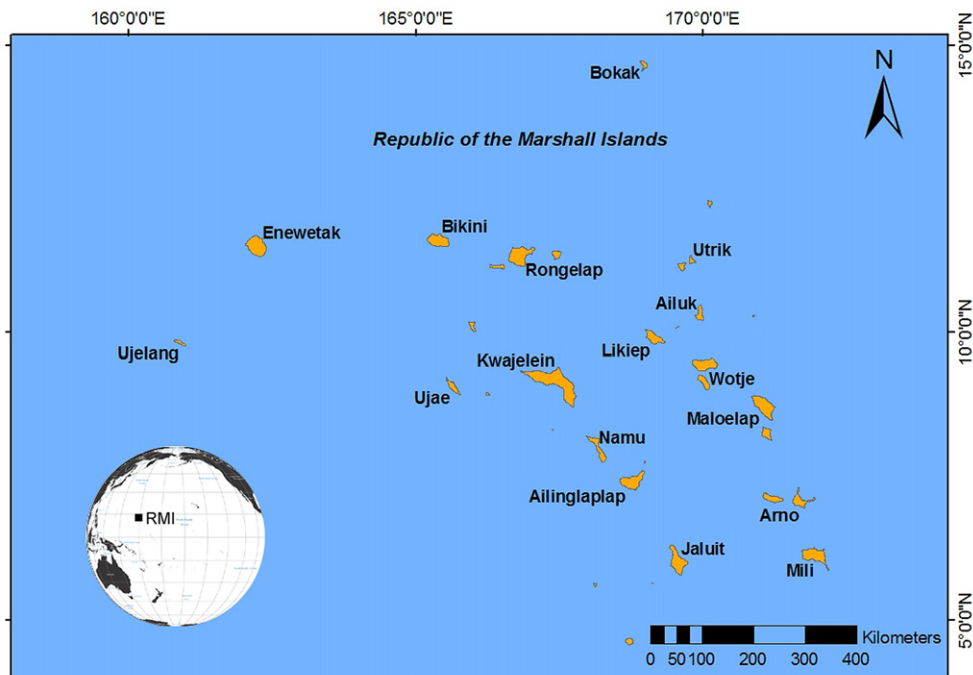 160°0'0"E 165°0'0"E 170°0'0"E
15°0'0"N
N
Bokak
Republic of the Marshall Islands
Enewetak
Bikini
Rongelap
Utrik
Ailuk
10°0'0"N
Ujelang
Likiep
Kwajelein
Wotje
Ujae
Maloelap
Namu
Ailinglaplap
Arno
RMI
Jaluit
Mili
5°0'0"N
Kilometers
0 50 100 200 300 400